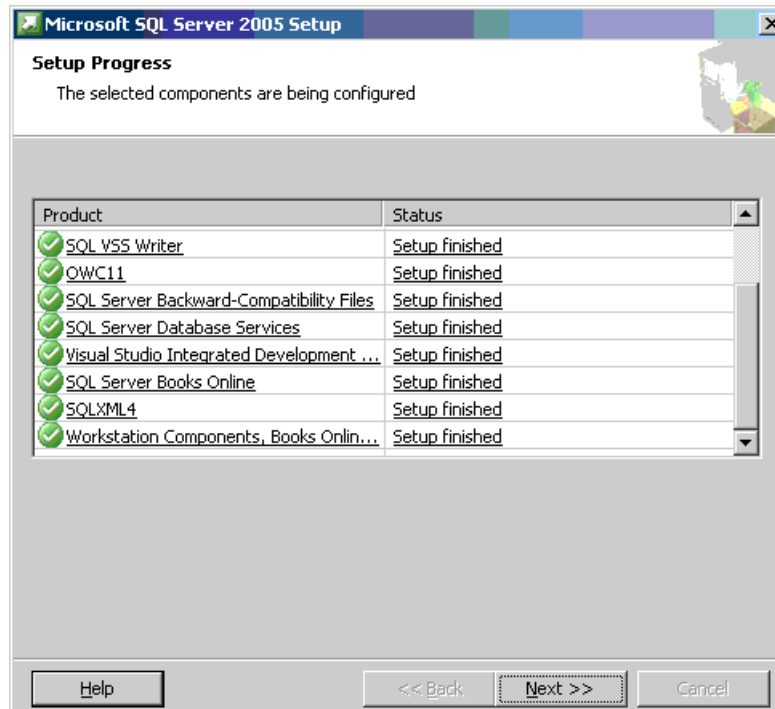 Microsoft SQL Server 2005 Setup
Setup Progress
The selected components are being configured
Product Status
SQL VSS Writer Setup finished
OWC11 Setup finished
SQL Server Backward-Compatibility Files Setup finished
SQL Server Database Services Setup finished
Visual Studio Integrated Development ... Setup finished
SQL Server Books Online Setup finished
SQLXML4 Setup finished
Workstation Components, Books Onlin... Setup finished
Help << Back Next >> Cancel